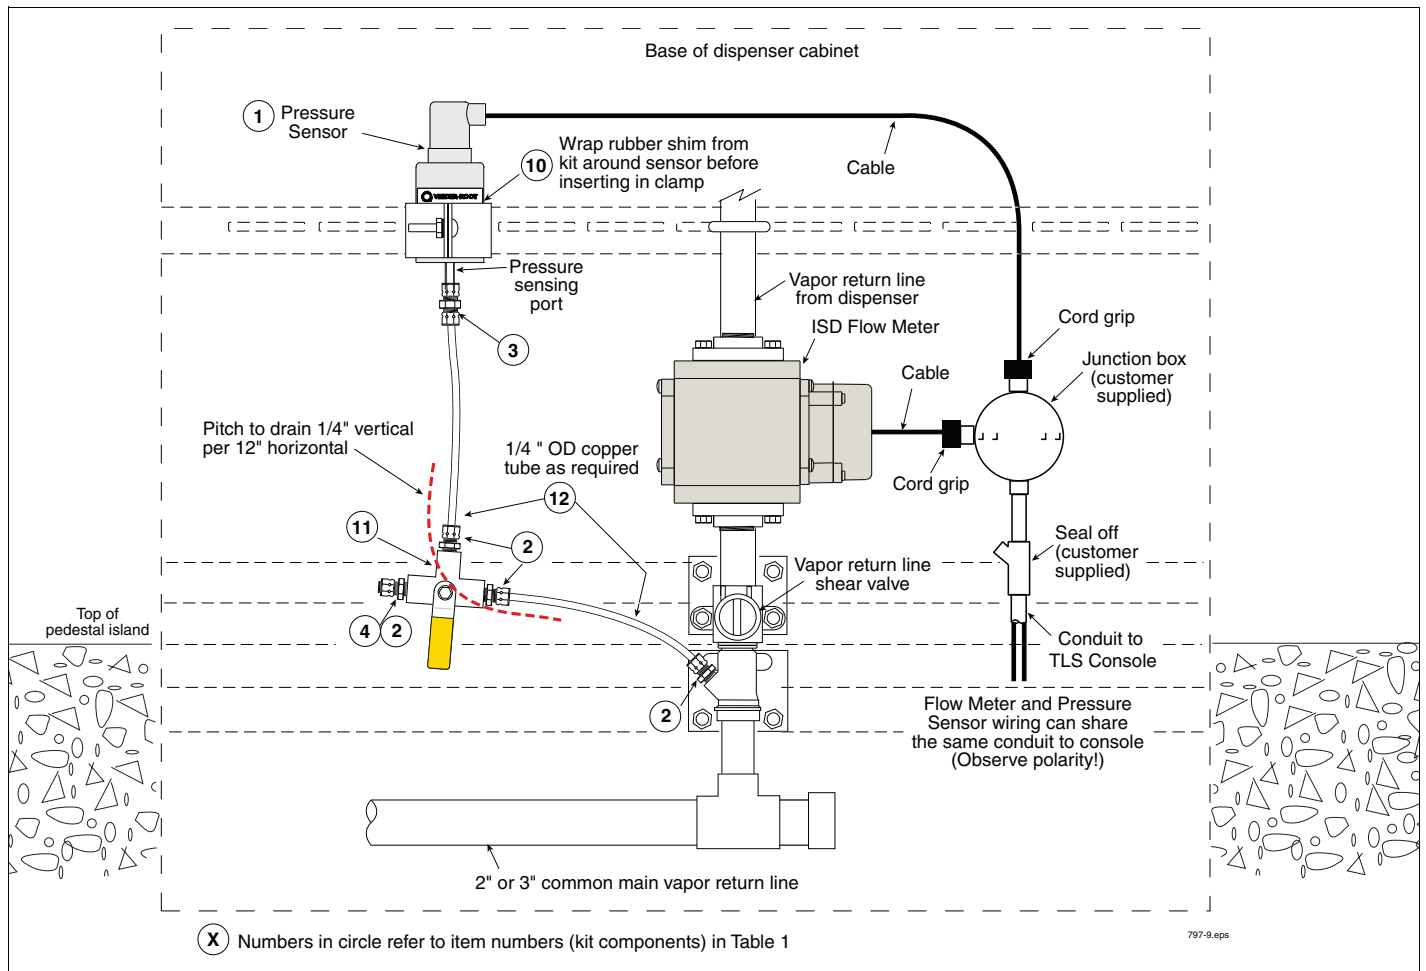 Base of dispenser cabinet
1 Pressure
Sensor
Wrap rubber shim from
10 kit around sensor before
inserting in clamp
Cable
VEEDER-ROOT
Pressure
sensing
port
Vapor return line
from dispenser
ISD Flow Meter
Cord grip
3
Junction box
(customer
supplied)
Cable
Pitch to drain 1/4" vertical
per 12" horizontal
1/4 " OD copper
tube as required
Cord grip
12
11
2
Seal off
(customer
supplied)
Vapor return line
shear valve
2
Top of
pedestal island
4 2
Conduit to
TLS Console
2
Flow Meter and Pressure
Sensor wiring can share
the same conduit to console
(Observe polarity!)
2" or 3" common main vapor return line
X Numbers in circle refer to item numbers (kit components) in Table 1
797-9.eps